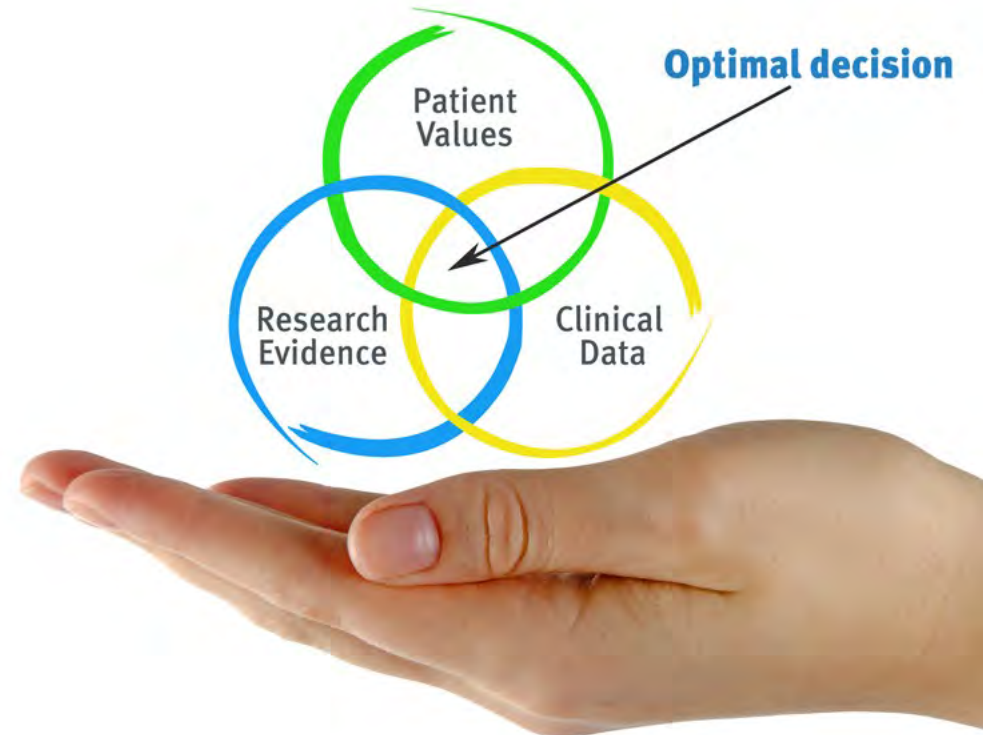 Optimal decision
Patient
Values
Research
Evidence
Clinical
Data